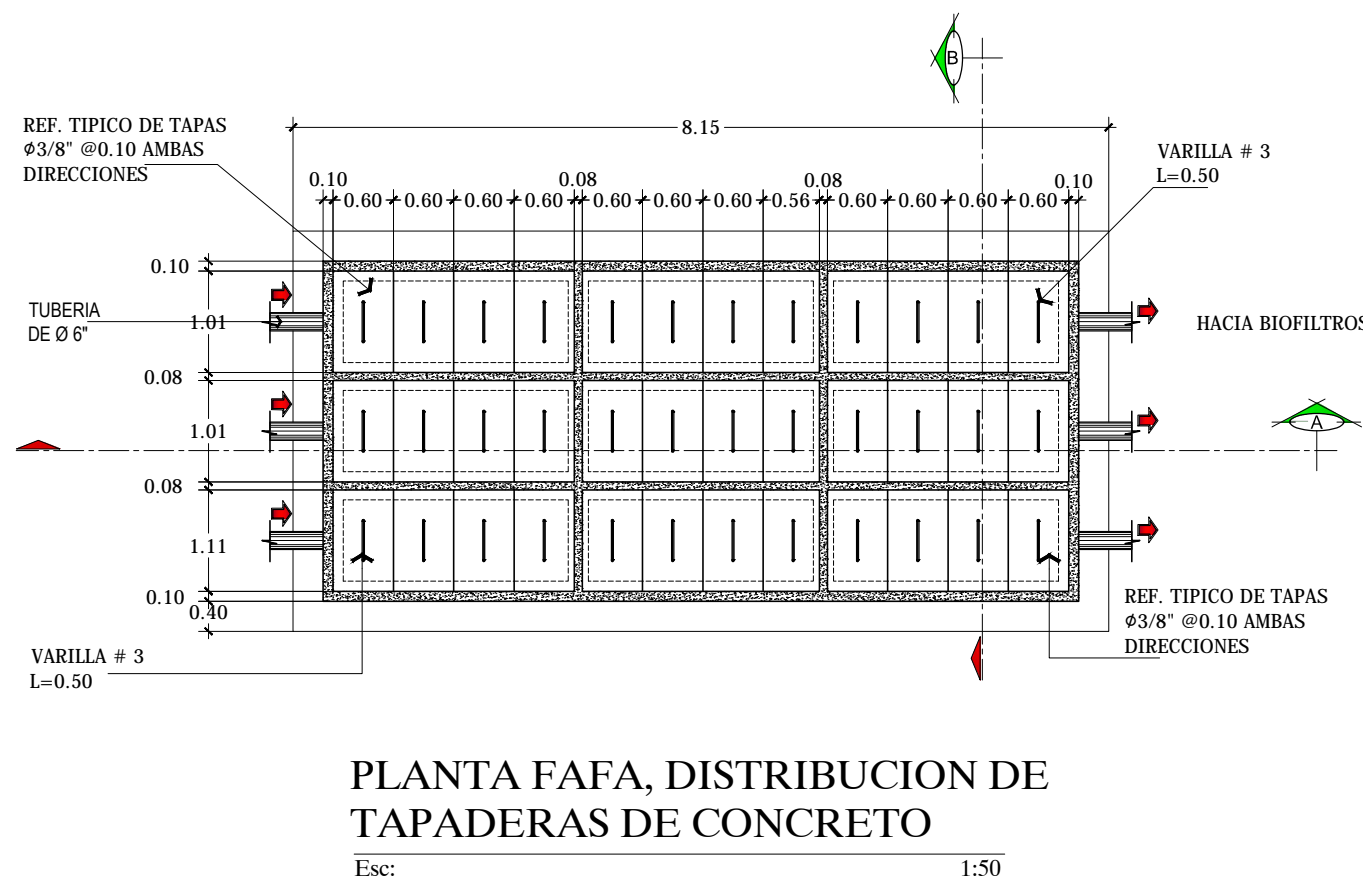 B
REF. TIPICO DE TAPAS
φ3/8" @0.10 AMBAS
DIRECCIONES
8.15
VARILLA # 3
L=0.50
0.10 0.08 0.08 0.10
0.60 0.60 0.60 0.60 0.60 0.60 0.60 0.56 0.60 0.60 0.60 0.60
0.10
TUBERIA
DE Ø 6"
1.01
HACIA BIOFILTROS
0.08
1.01
A
0.08
1.11
0.10
0.40
REF. TIPICO DE TAPAS
φ3/8" @0.10 AMBAS
DIRECCIONES
VARILLA # 3
L=0.50
PLANTA FAFA, DISTRIBUCION DE
TAPADERAS DE CONCRETO
Esc: 1:50